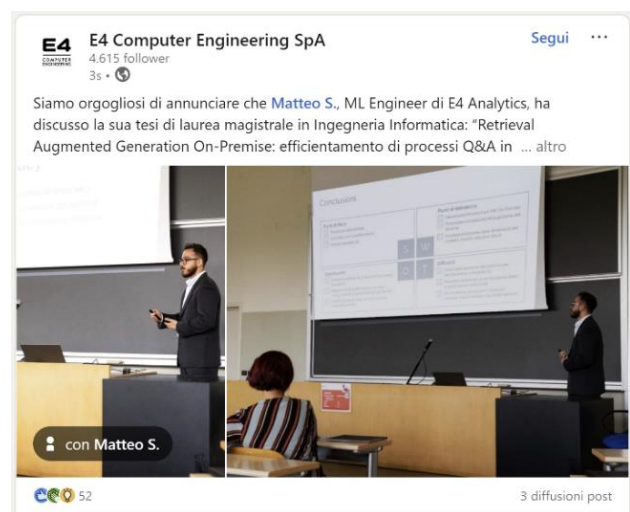 E4
COMPUTER
ENGINEERING
E4 Computer Engineering SpA
4.615 follower
3s •
Segui
Siamo orgogliosi di annunciare che Matteo S., ML Engineer di E4 Analytics, ha
discusso la sua tesi di laurea magistrale in Ingegneria Informatica: “Retrieval
Augmented Generation On-Premise: efficientamento di processi Q&A in ... altro
Conclusioni
S W
O T
con Matteo S.
52
3 diffusioni post